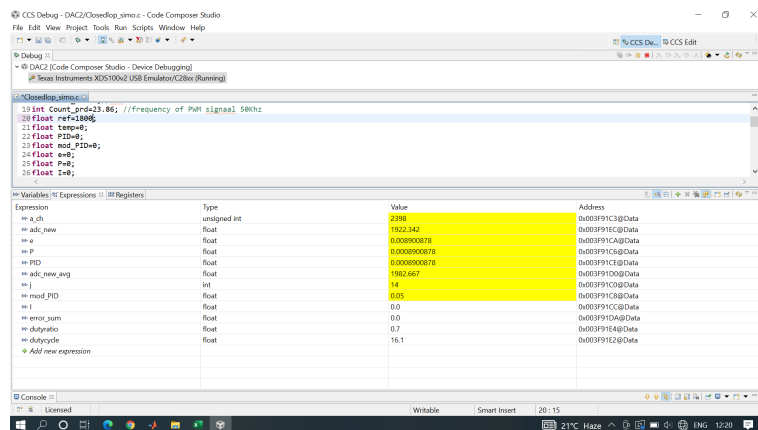 CCS Debug - DAC2/Closedlop_simo.c - Code Composer Studio
File Edit View Project Tools Run Scripts Window Help
CCS De... CCS Edit
Debug
DAC2 [Code Composer Studio - Device Debugging]
Texas Instruments XDS100v2 USB Emulator/C28xx (Running)
*Closedlop_simo.c
19 int Count_prd=23.86; //frequency of PWM signaal 50Khz
20 float ref=1800;
21 float temp=0;
22 float PID=0;
23 float mod_PID=0;
24 float e=0;
25 float P=0;
26 float I=0;
Variables Expressions Registers
Expression Type Value Address
a_ch unsigned int 2398 0x003F91C3@Data
adc_new float 1922.342 0x003F91EC@Data
e float 0.008900878 0x003F91CA@Data
P float 0.0008900878 0x003F91C6@Data
PID float 0.0008900878 0x003F91CE@Data
adc_new_avg float 1982.667 0x003F91D0@Data
j int 14 0x003F91C0@Data
mod_PID float 0.05 0x003F91C8@Data
I float 0.0 0x003F91CC@Data
error_sum float 0.0 0x003F91DA@Data
dutyratio float 0.7 0x003F91E4@Data
dutycycle float 16.1 0x003F91E2@Data
Add new expression
Console
Licensed Writable Smart Insert 20 : 15
21°C Haze ENG 12:20